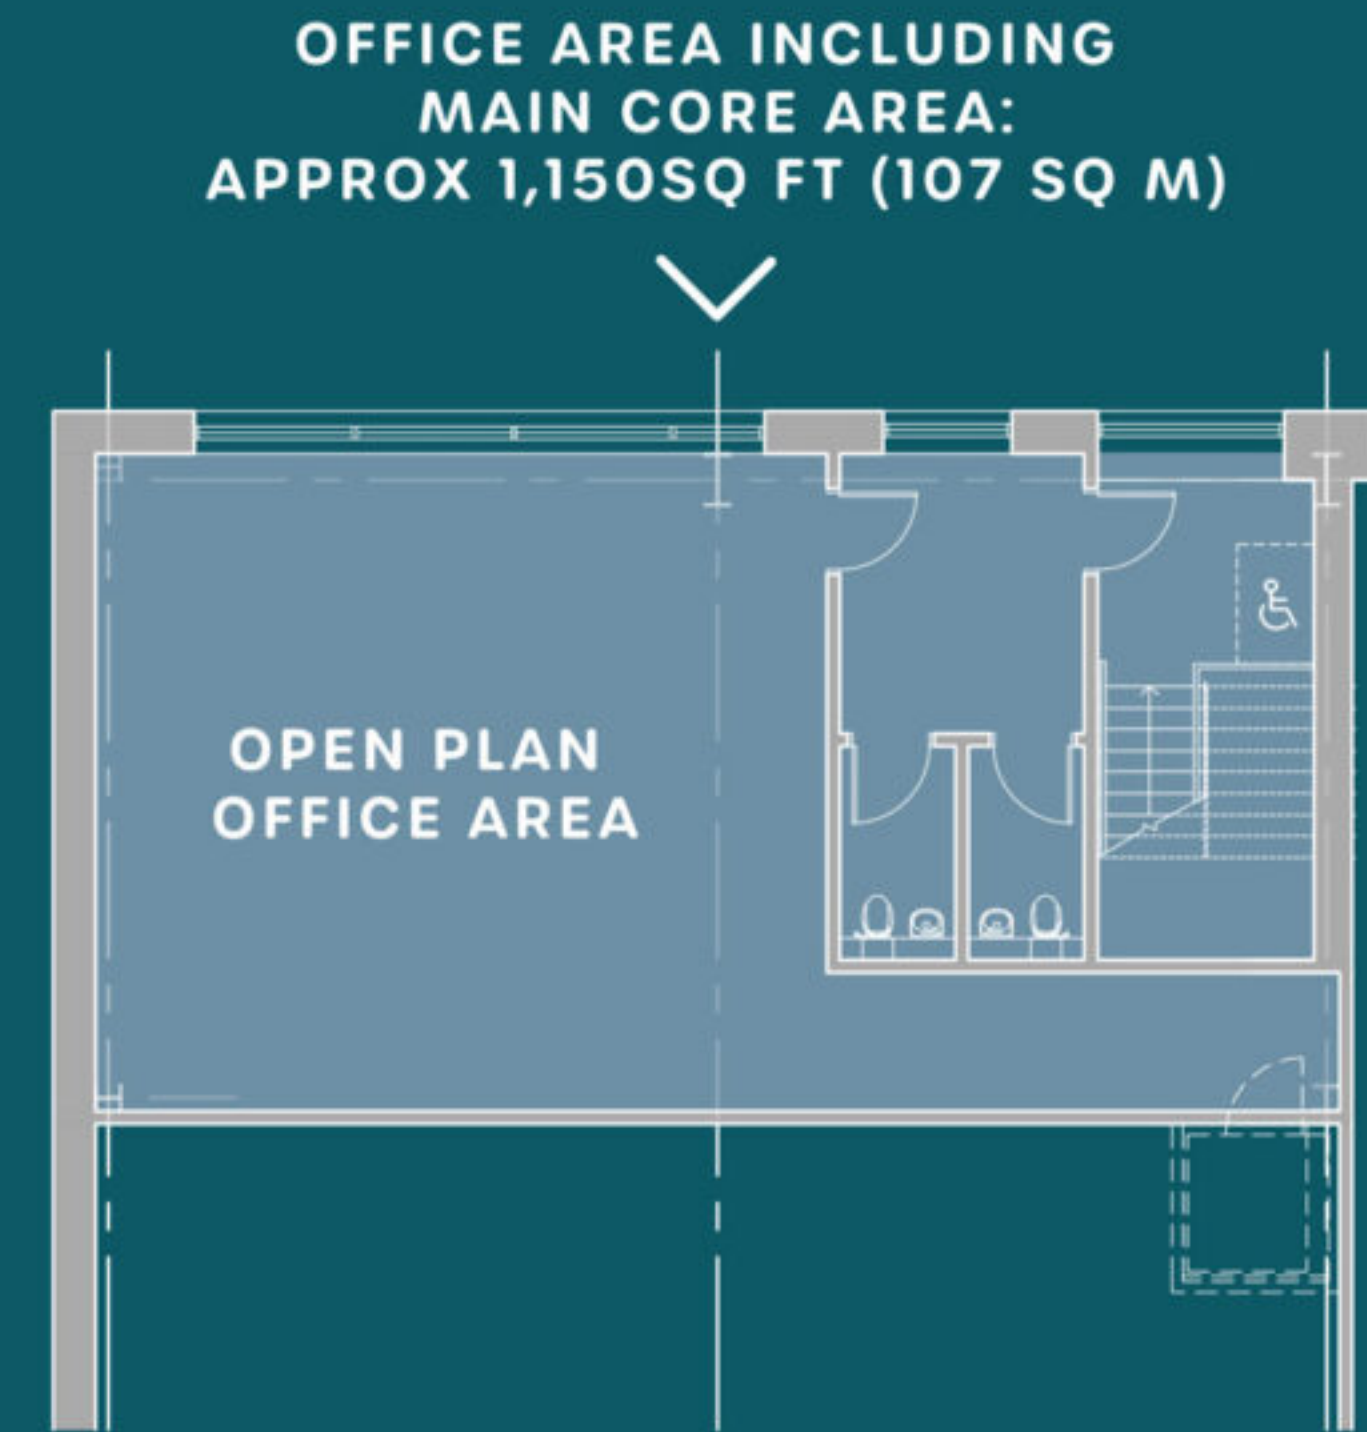 OFFICE AREA INCLUDING
MAIN CORE AREA:
APPROX 1,150SQ FT (107 SQ M)
OPEN PLAN
OFFICE AREA